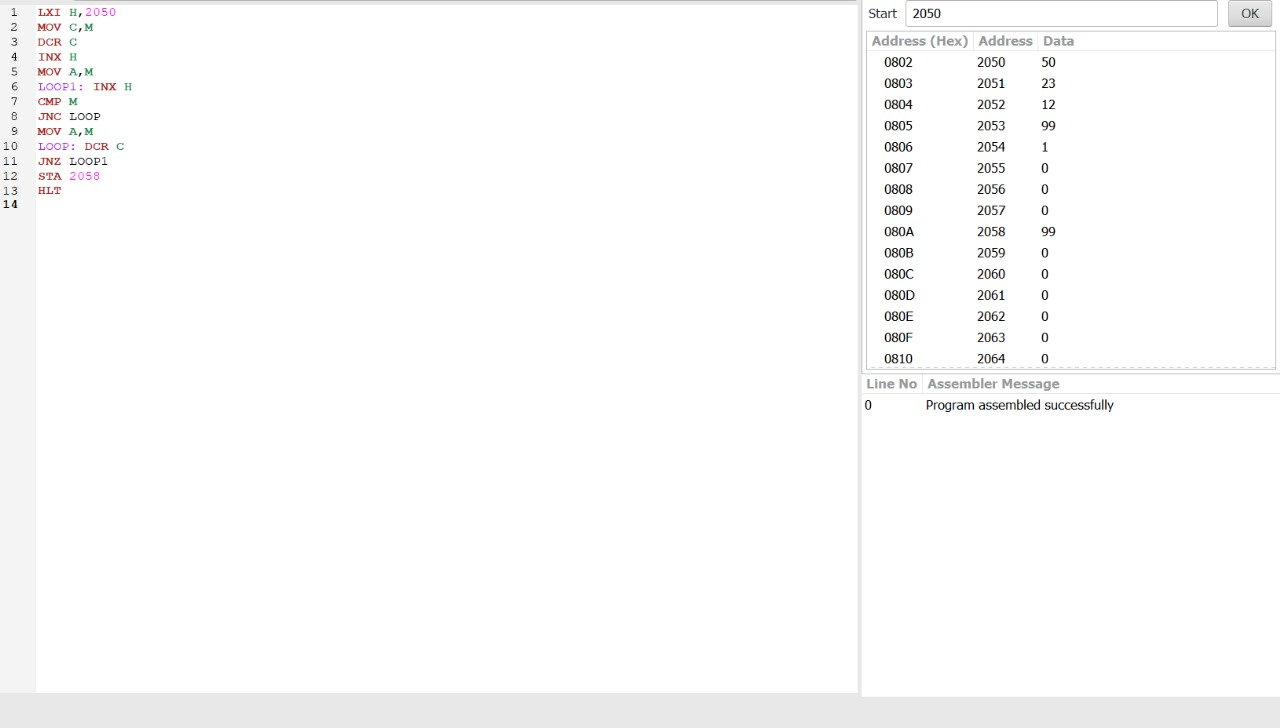 1 LXI H,2050
2 MOV C,M
3 DCR C
4 INX H
5 MOV A,M
6 LOOP1: INX H
7 CMP M
8 JNC LOOP
9 MOV A,M
10 LOOP: DCR C
11 JNZ LOOP1
12 STA 2058
13 HLT
14
Start 2050 OK
Address (Hex) Address Data
0802 2050 50
0803 2051 23
0804 2052 12
0805 2053 99
0806 2054 1
0807 2055 0
0808 2056 0
0809 2057 0
080A 2058 99
080B 2059 0
080C 2060 0
080D 2061 0
080E 2062 0
080F 2063 0
0810 2064 0
Line No Assembler Message
0 Program assembled successfully